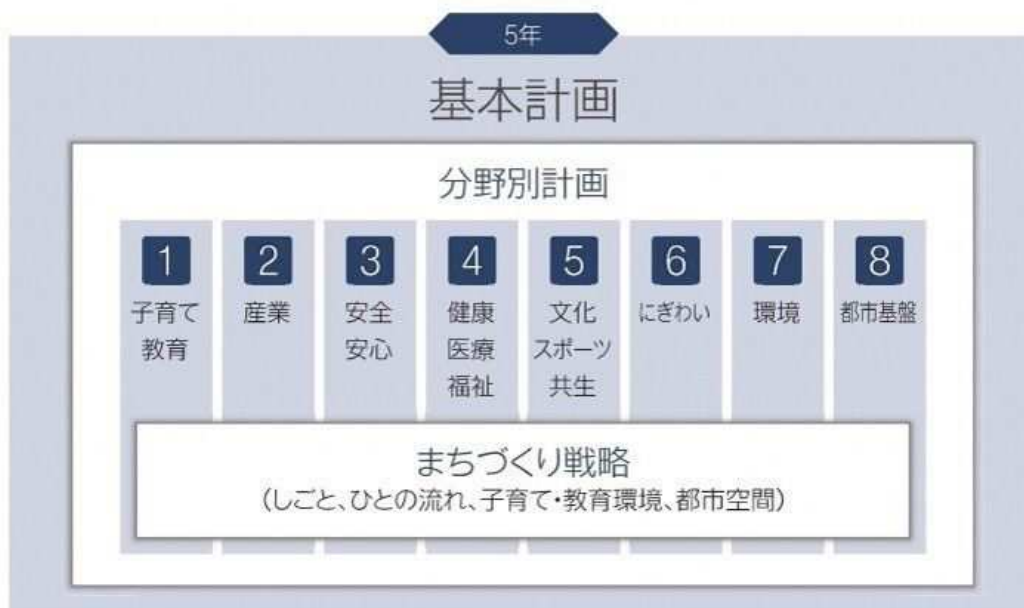 5年
基本計画
分野別計画
1
子育て
教育
2
産業
3
安全
安心
4
健康
医療
福祉
5
文化
スポーツ
共生
6
にぎわい
7
環境
8
都市基盤
まちづくり戦略
(しごと、ひとの流れ、子育て・教育環境、都市空間)